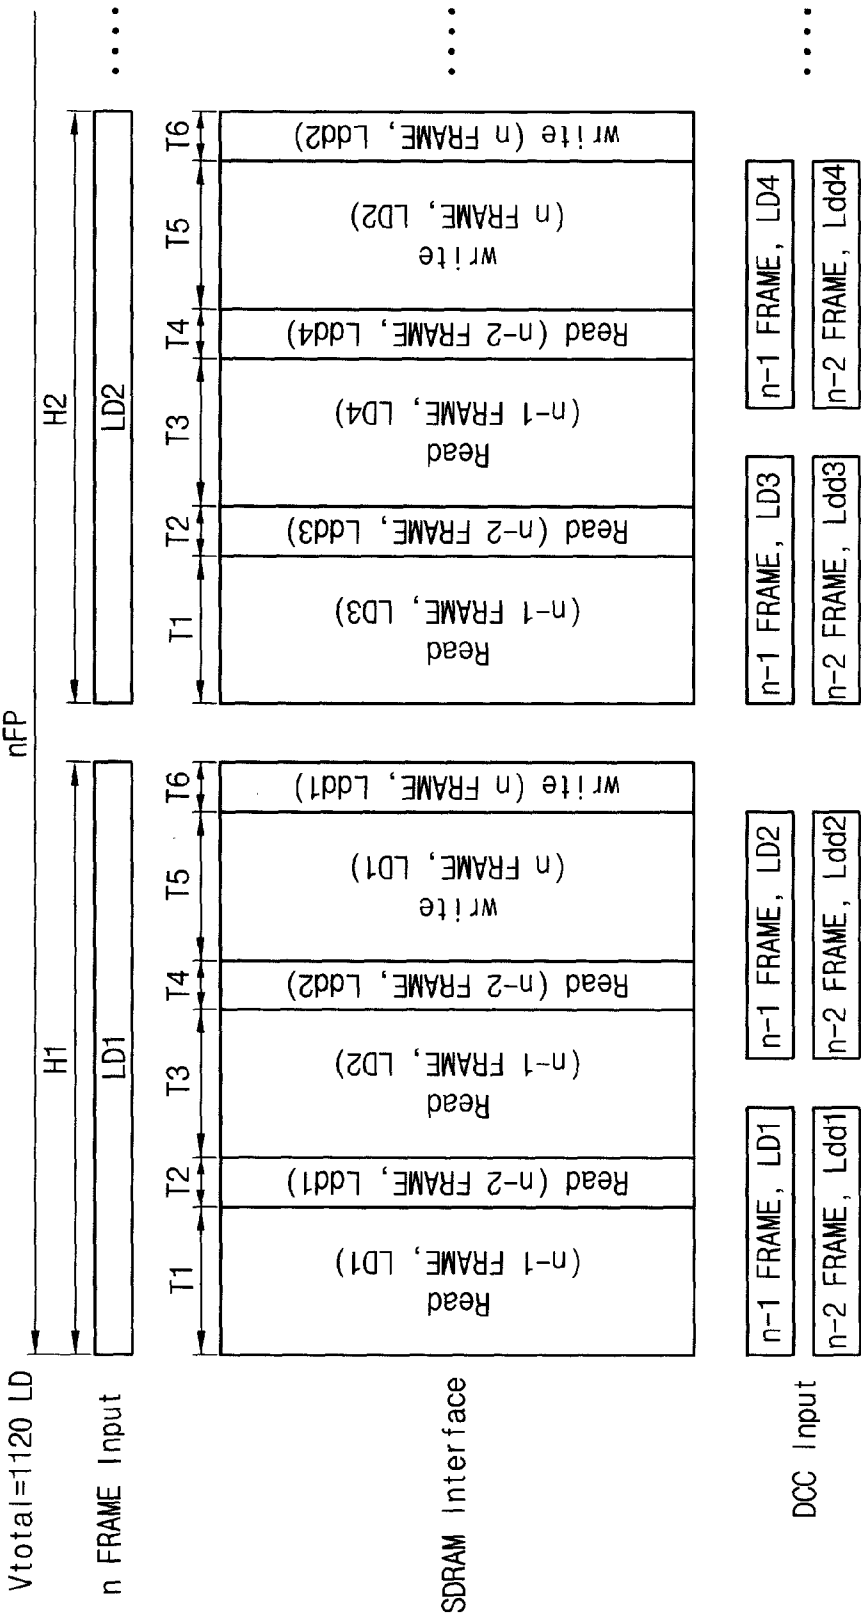 Vtotal=1120 LD
nFP
H1
H2
n FRAME Input
LD1
LD2
••••
T1
T2
T3
T4
T5
T6
T1
T2
T3
T4
T5
T6
SDRAM Interface
Read
(n-1 FRAME, LD1)
Read (n-2 FRAME, Ldd1)
Read
(n-1 FRAME, LD2)
Read (n-2 FRAME, Ldd2)
write
(n FRAME, LD1)
write (n FRAME, Ldd1)
Read
(n-1 FRAME, LD3)
Read (n-2 FRAME, Ldd3)
Read
(n-1 FRAME, LD4)
Read (n-2 FRAME, Ldd4)
write
(n FRAME, LD2)
write (n FRAME, Ldd2)
••••
DCC Input
n-1 FRAME, LD1
n-1 FRAME, LD2
n-1 FRAME, LD3
n-1 FRAME, LD4
n-2 FRAME, Ldd1
n-2 FRAME, Ldd2
n-2 FRAME, Ldd3
n-2 FRAME, Ldd4
••••